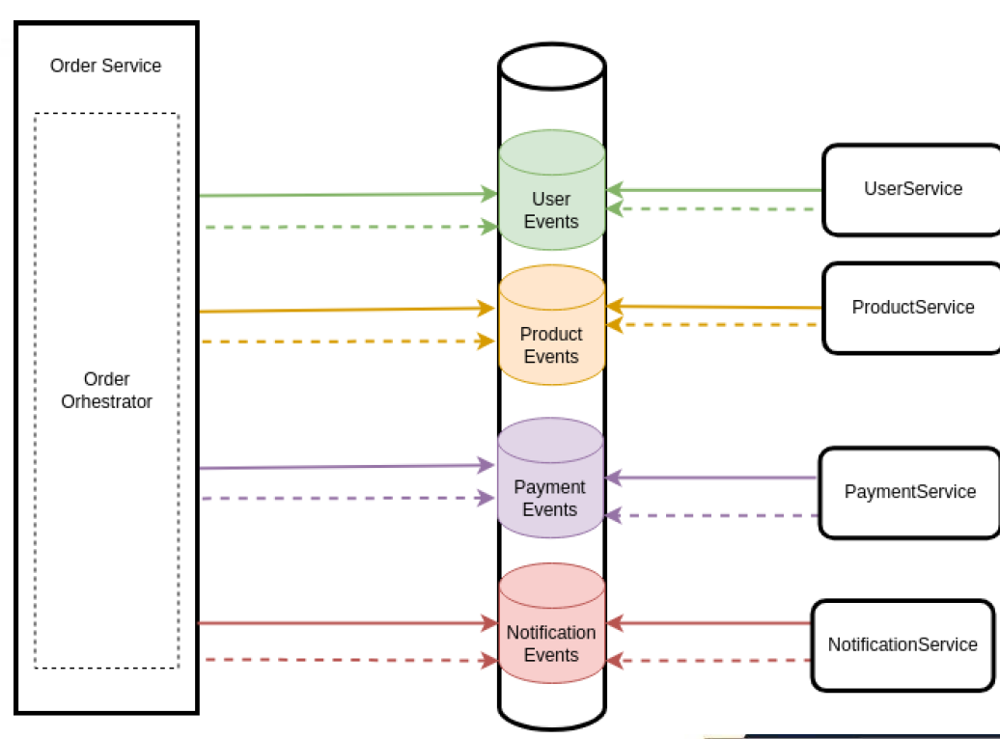 Order Service
Order
Orhestrator
User
Events
Product
Events
Payment
Events
Notification
Events
UserService
ProductService
PaymentService
NotificationService